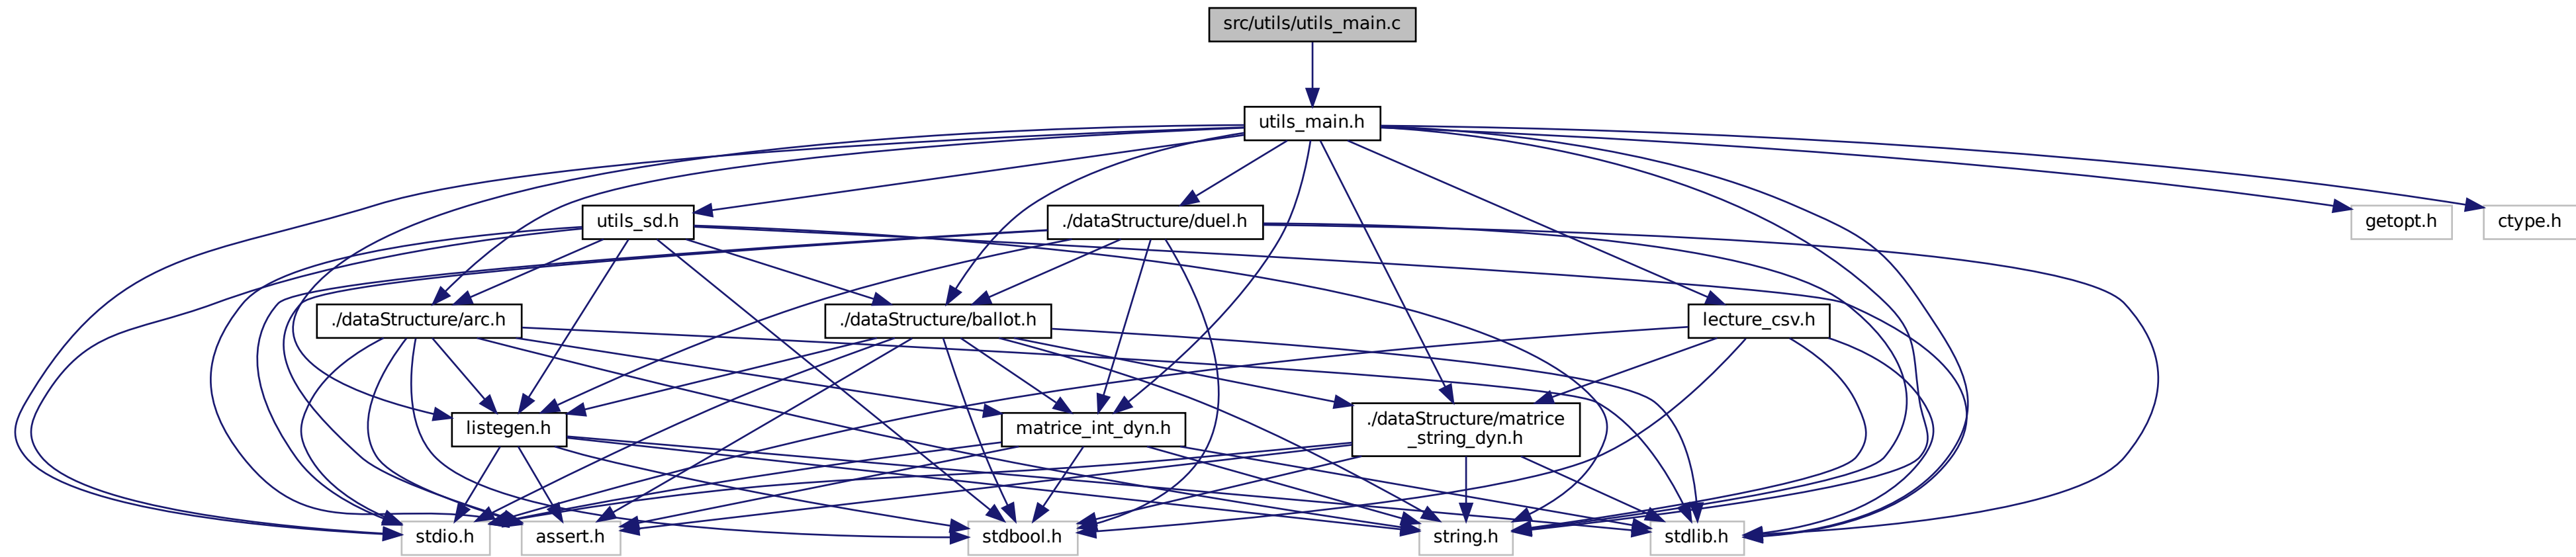 src/utils/utils_main.c
utils_main.h
utils_sd.h
./dataStructure/duel.h
getopt.h
ctype.h
./dataStructure/arc.h
./dataStructure/ballot.h
lecture_csv.h
listegen.h
matrice_int_dyn.h
./dataStructure/matrice
_string_dyn.h
stdio.h
assert.h
stdbool.h
string.h
stdlib.h